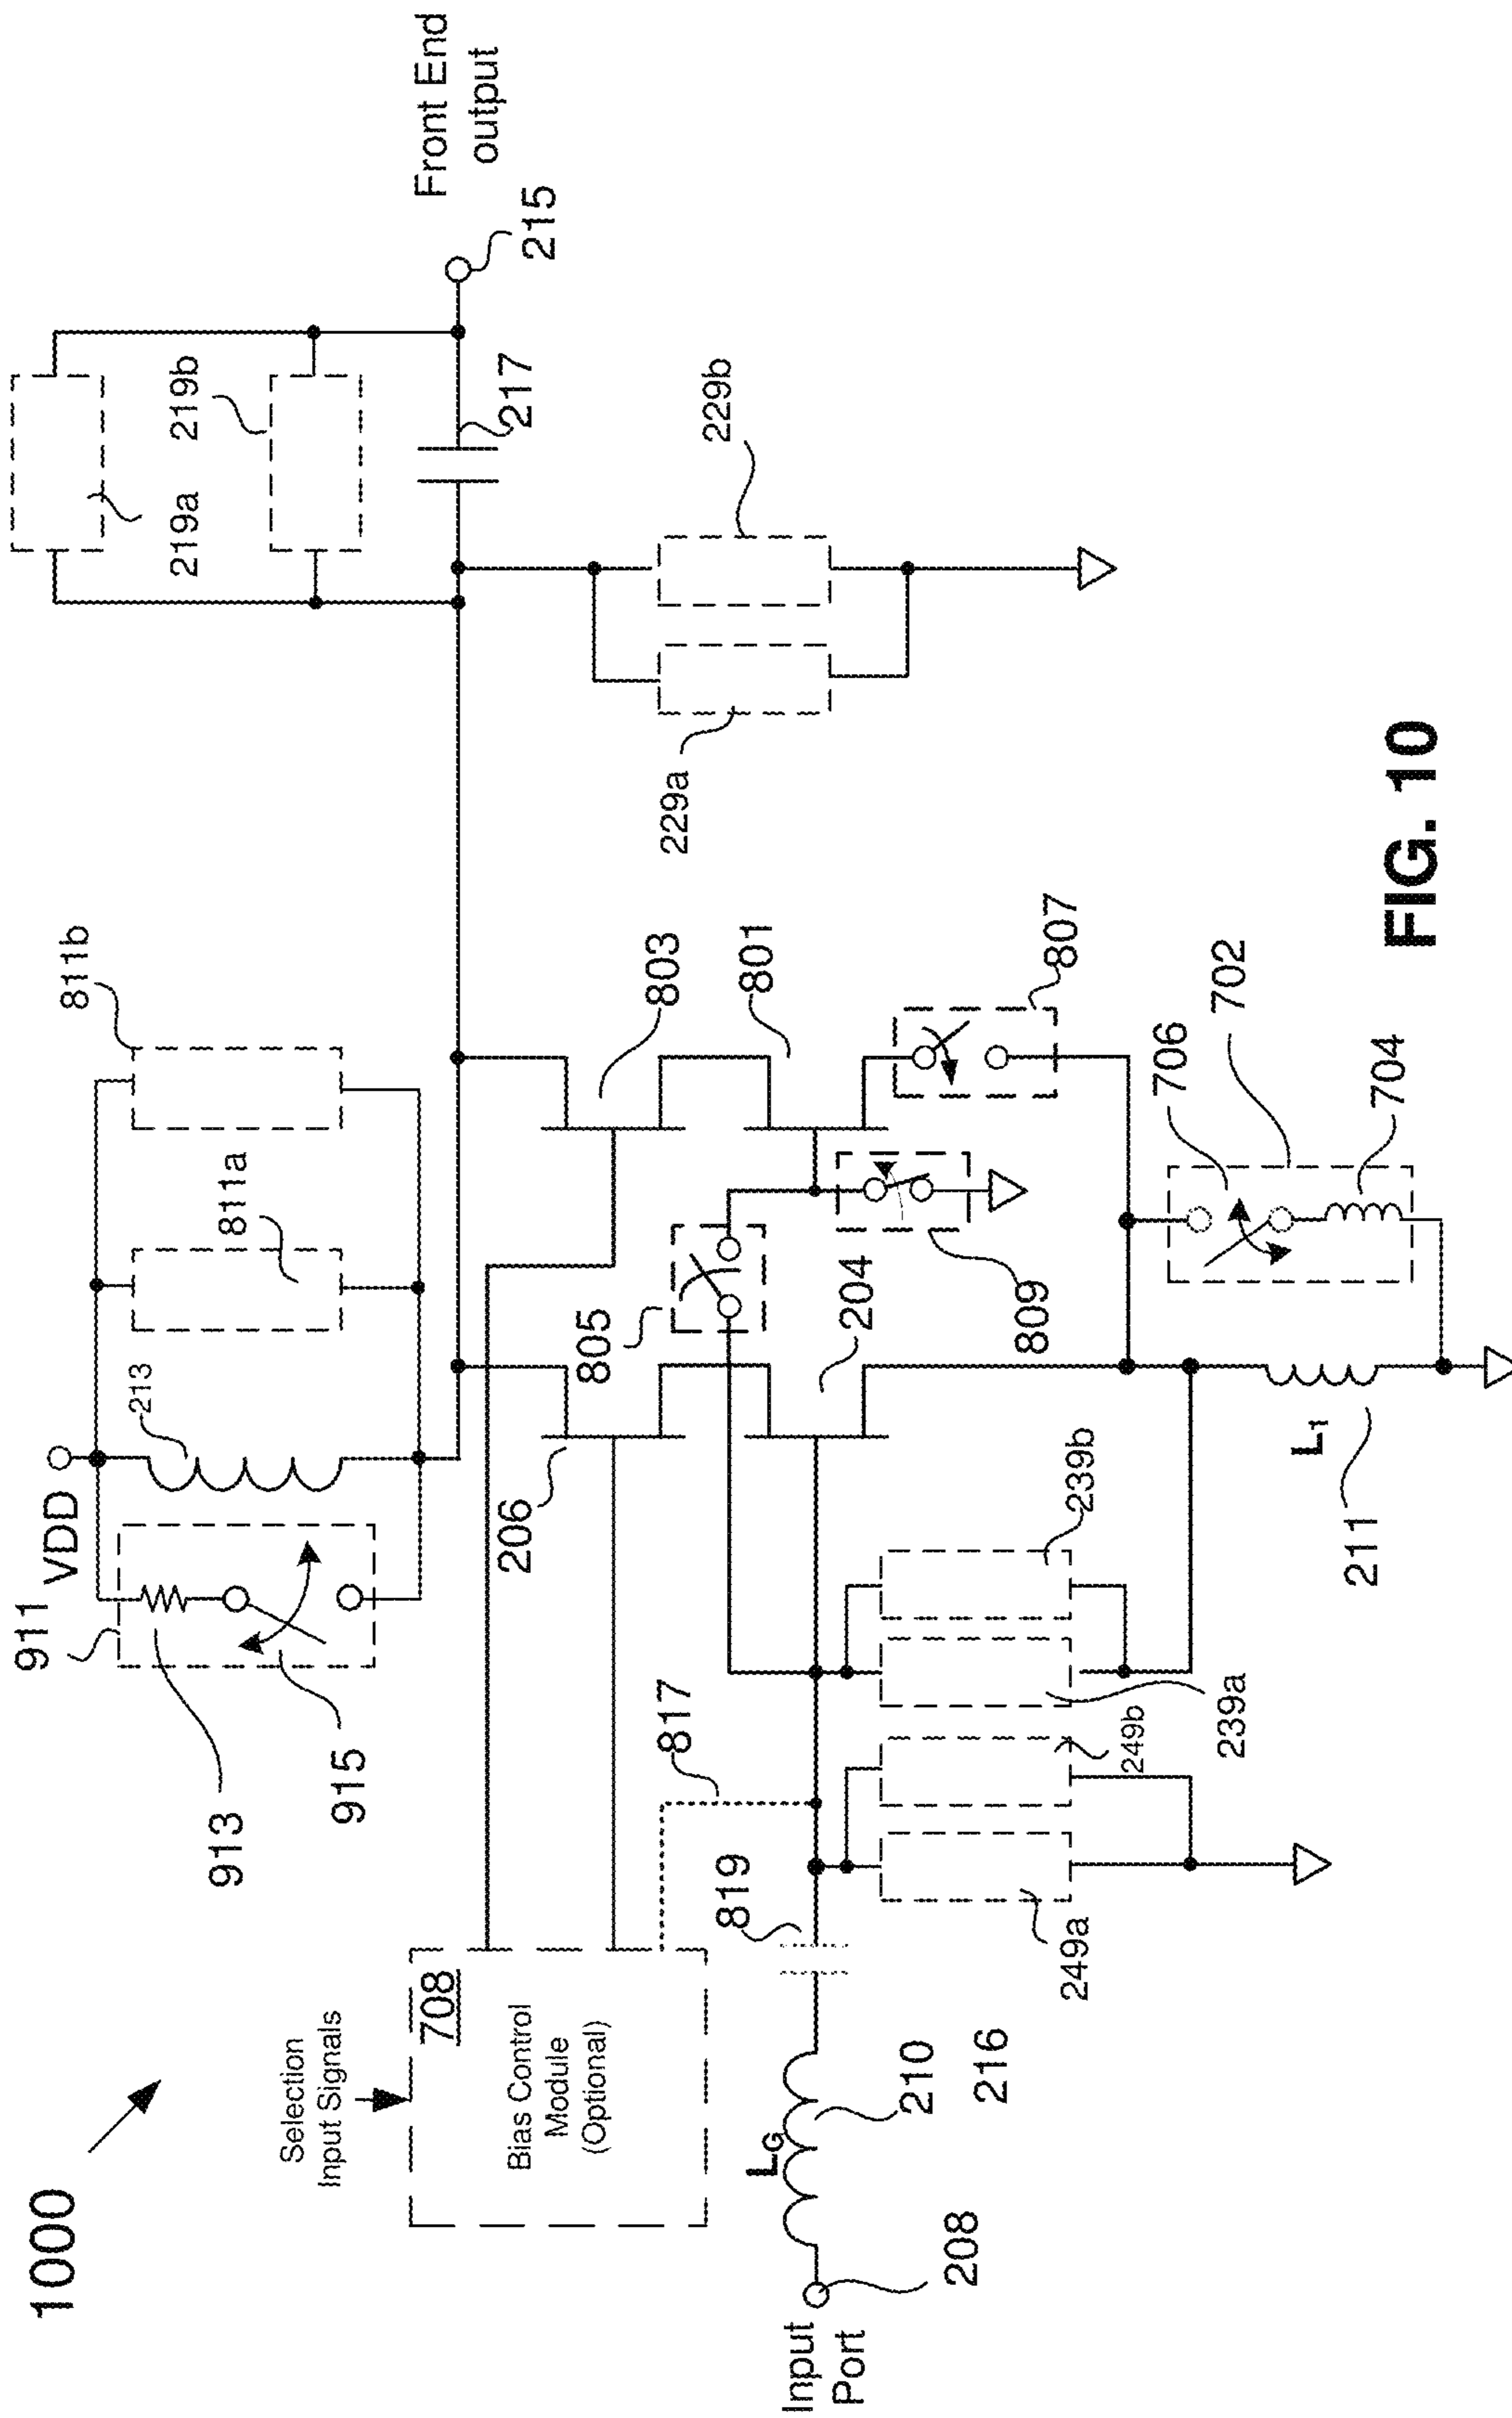 1000
Selection
Input Signals
708
Bias Control
Module
(Optional)
911
VDD
213
811a
811b
913
915
219a
219b
Front End
output
215
217
206
803
801
805
204
809
807
817
819
229a
229b
Input
Port
208
L_G
210
216
249a
249b
239a
239b
L_1
211
706
702
704
FIG. 10